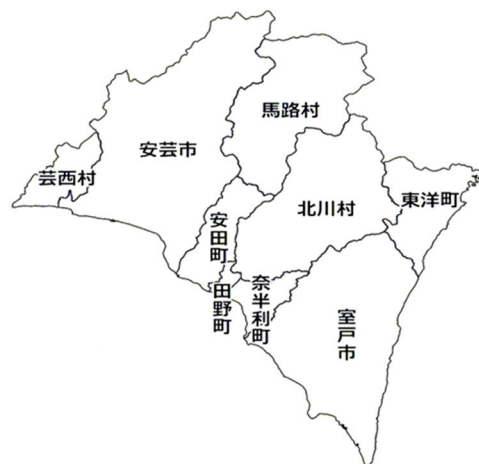 馬路村
安芸市
芸西村
東洋町
北川村
安田町
田野町
奈半利町
室戸市